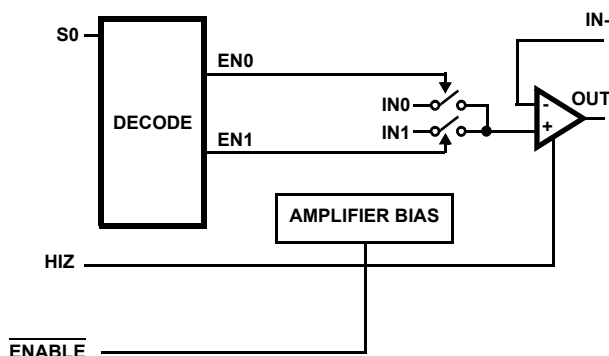 S0
IN-
EN0
IN0
OUT
DECODE
+
-
IN1
EN1
AMPLIFIER BIAS
HIZ
ENABLE